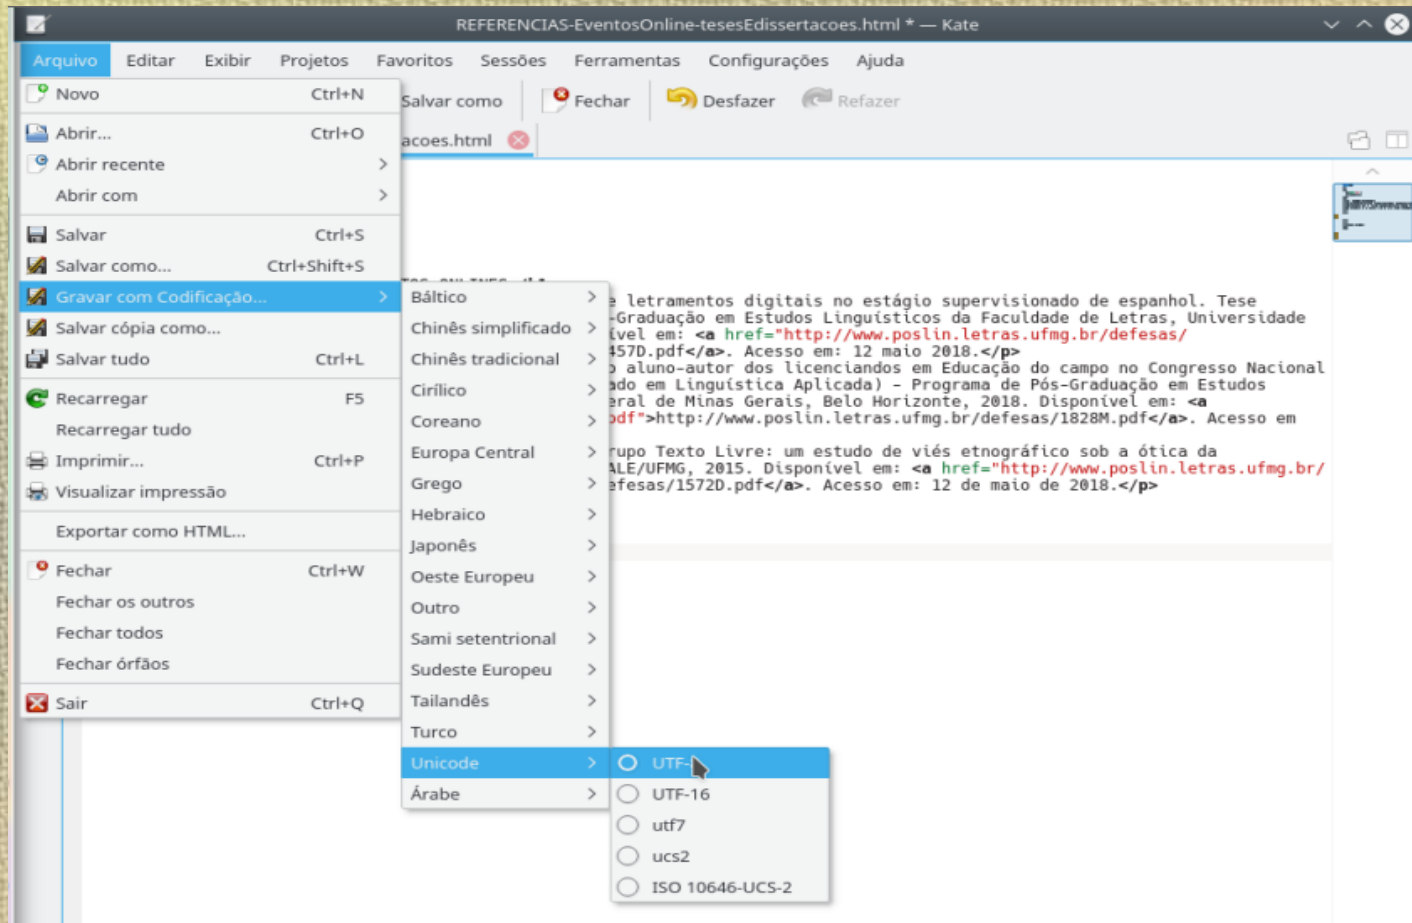 REFERENCIAS-EventosOnline-tesesEdissertacoes.html * — Kate
Arquivo Editar Exibir Projetos Favoritos Sessões Ferramentas Configurações Ajuda
Salvar como Fechar Desfazer Refazer
acoes.html
Novo Ctrl+N
Abrir... Ctrl+O
Abrir recente
Abrir com
Salvar Ctrl+S
Salvar como... Ctrl+Shift+S
Gravar com Codificação...
Salvar cópia como...
Salvar tudo Ctrl+L
Recarregar F5
Recarregar tudo
Imprimir... Ctrl+P
Visualizar impressão
Exportar como HTML...
Fechar Ctrl+W
Fechar os outros
Fechar todos
Fechar órfãos
Sair Ctrl+Q
Báltico
Chinês simplificado
Chinês tradicional
Cirílico
Coreano
Europa Central
Grego
Hebraico
Japonês
Oeste Europeu
Outro
Sami setentrional
Sudeste Europeu
Tailandês
Turco
Unicode
Árabe
UTF-
UTF-16
utf7
ucs2
ISO 10646-UCS-2
e letramentos digitais no estágio supervisionado de espanhol. Tese
-Graduação em Estudos Linguísticos da Faculdade de Letras, Universidade
ível em: <a href="http://www.poslin.letras.ufmg.br/defesas/
457D.pdf</a>. Acesso em: 12 maio 2018.</p>
o aluno-autor dos licenciandos em Educação do campo no Congresso Nacional
ado em Linguística Aplicada) - Programa de Pós-Graduação em Estudos
eral de Minas Gerais, Belo Horizonte, 2018. Disponível em: <a
pdf">http://www.poslin.letras.ufmg.br/defesas/1828M.pdf</a>. Acesso em
rupo Texto Livre: um estudo de viés etnográfico sob a ótica da
ALE/UFMG, 2015. Disponível em: <a href="http://www.poslin.letras.ufmg.br/
efesas/1572D.pdf</a>. Acesso em: 12 de maio de 2018.</p>